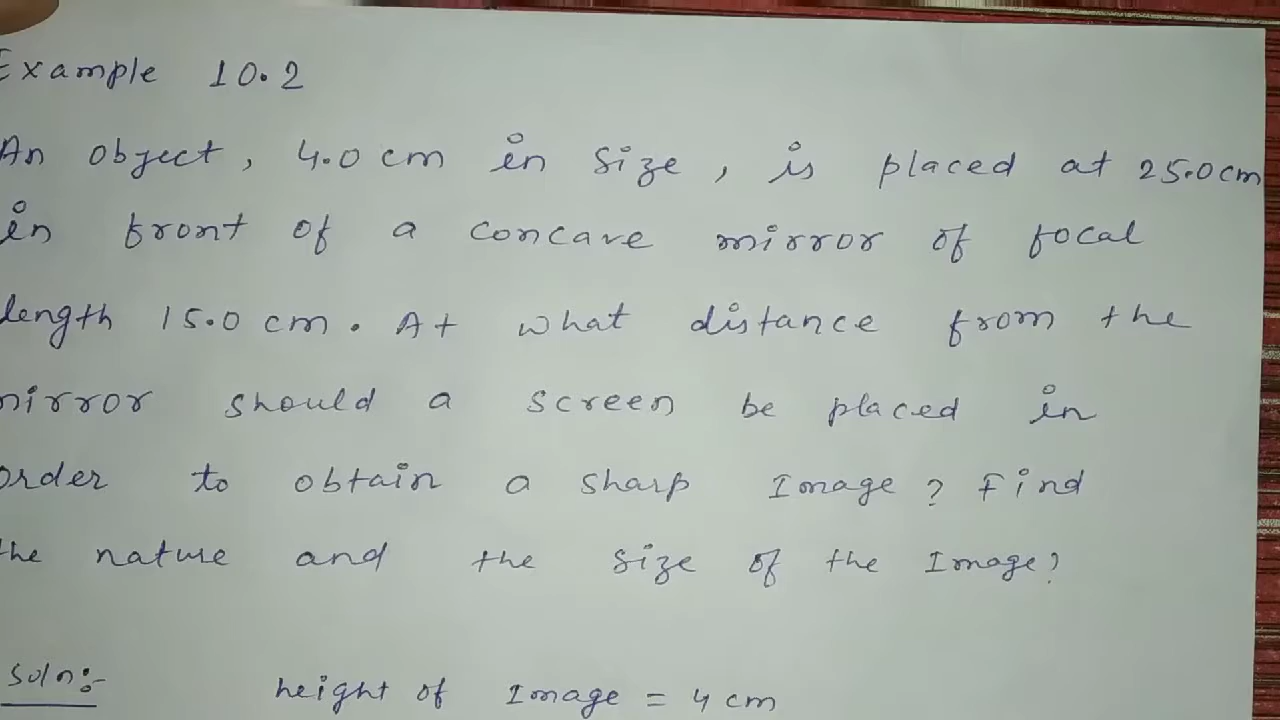 Example 10.2
An object, 4.0 cm in size, is placed at 25.0 cm
in front of a concave mirror of focal
length 15.0 cm. At what distance from the
mirror should a screen be placed in
order to obtain a sharp Image? Find
the nature and the size of the Image?
Soln:- height of Image = 4 cm